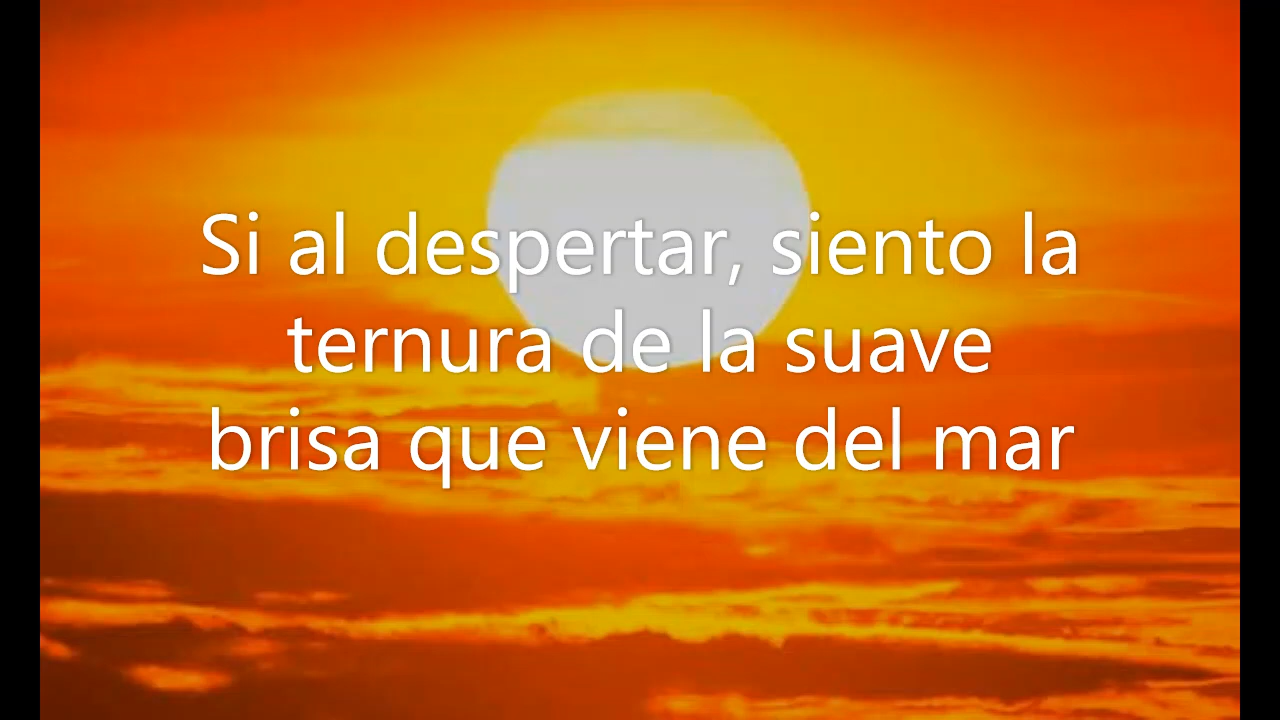 Si al despertar, siento la
ternura de la suave
brisa que viene del mar